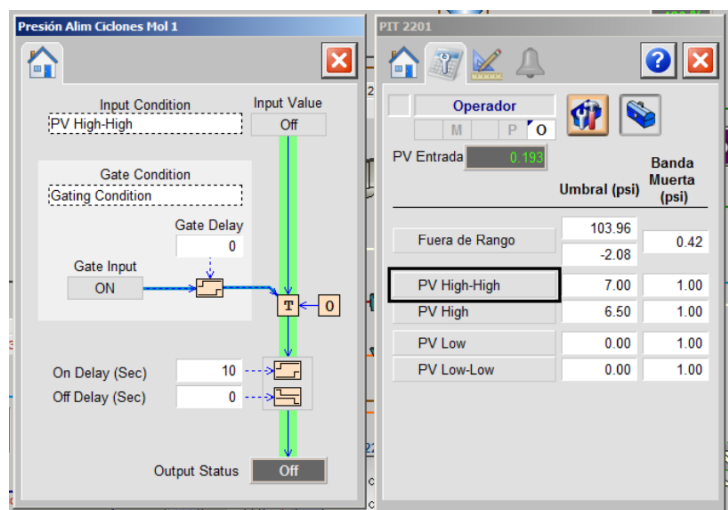 Presión Alim Ciclones Mol 1
Input Condition
Input Value
PV High-High
Off
Gate Condition
Gating Condition
Gate Delay
0
Gate Input
ON
T
0
On Delay (Sec)
10
Off Delay (Sec)
0
Output Status
Off
PIT 2201
?
Operador
M
P
O
PV Entrada
0.193
Umbral (psi)
Banda
Muerta
(psi)
Fuera de Rango
103.96
-2.08
0.42
PV High-High
7.00
1.00
PV High
6.50
1.00
PV Low
0.00
1.00
PV Low-Low
0.00
1.00